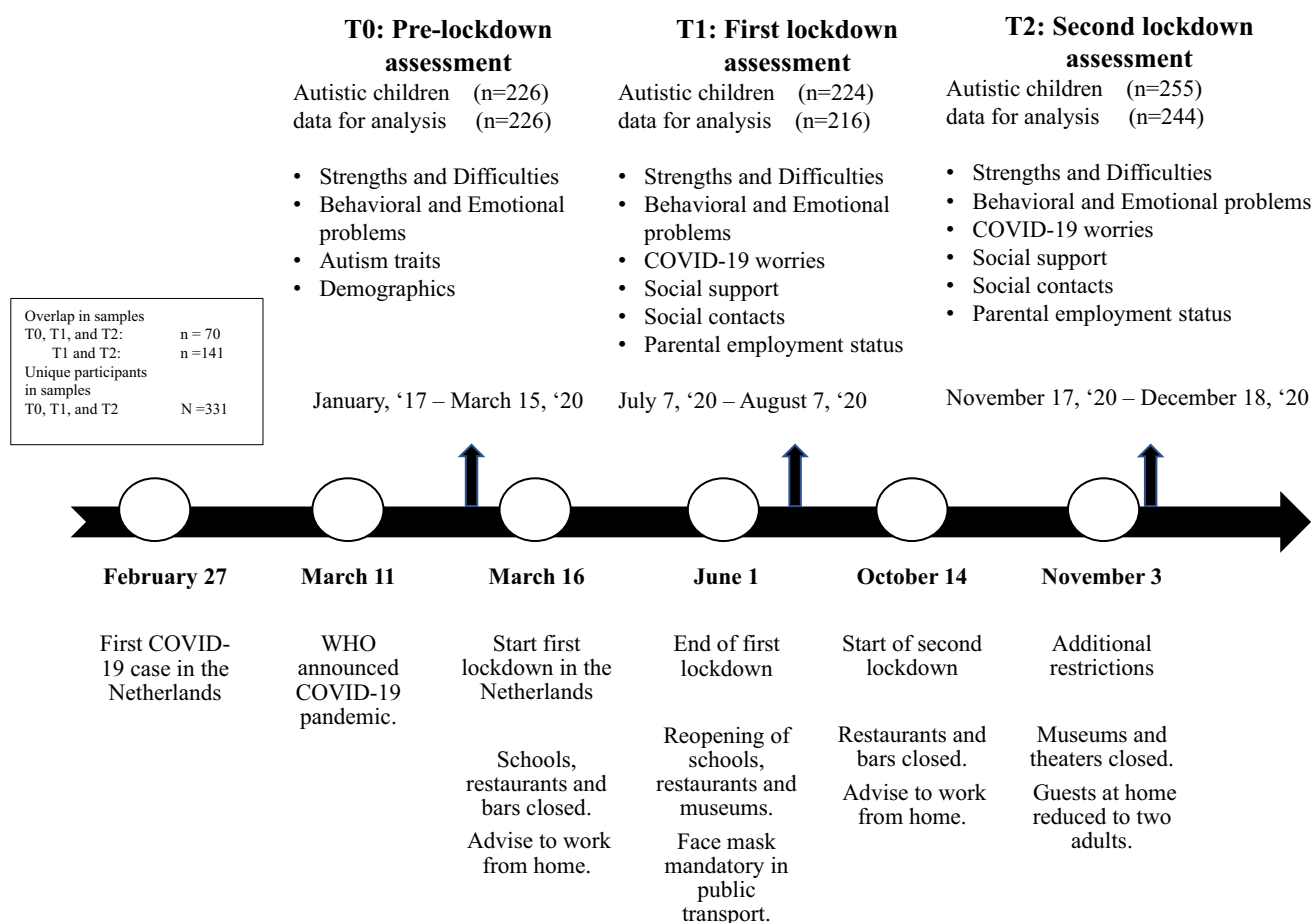 T0: Pre-lockdown
assessment
Autistic children (n=226)
data for analysis (n=226)
• Strengths and Difficulties
• Behavioral and Emotional
problems
• Autism traits
• Demographics
January, ‘17 – March 15, ‘20
T1: First lockdown
assessment
Autistic children (n=224)
data for analysis (n=216)
• Strengths and Difficulties
• Behavioral and Emotional
problems
• COVID-19 worries
• Social support
• Social contacts
• Parental employment status
July 7, ‘20 – August 7, ‘20
T2: Second lockdown
assessment
Autistic children (n=255)
data for analysis (n=244)
• Strengths and Difficulties
• Behavioral and Emotional problems
• COVID-19 worries
• Social support
• Social contacts
• Parental employment status
November 17, ‘20 – December 18, ‘20
Overlap in samples
T0, T1, and T2: n = 70
T1 and T2: n =141
Unique participants
in samples
T0, T1, and T2 N =331
February 27
First COVID-
19 case in the
Netherlands
March 11
WHO
announced
COVID-19
pandemic.
March 16
Start first
lockdown in the
Netherlands
Schools,
restaurants and
bars closed.
Advise to work
from home.
June 1
End of first
lockdown
Reopening of
schools,
restaurants and
museums.
Face mask
mandatory in
public
transport.
October 14
Start of second
lockdown
Restaurants and
bars closed.
Advise to work
from home.
November 3
Additional
restrictions
Museums and
theaters closed.
Guests at home
reduced to two
adults.